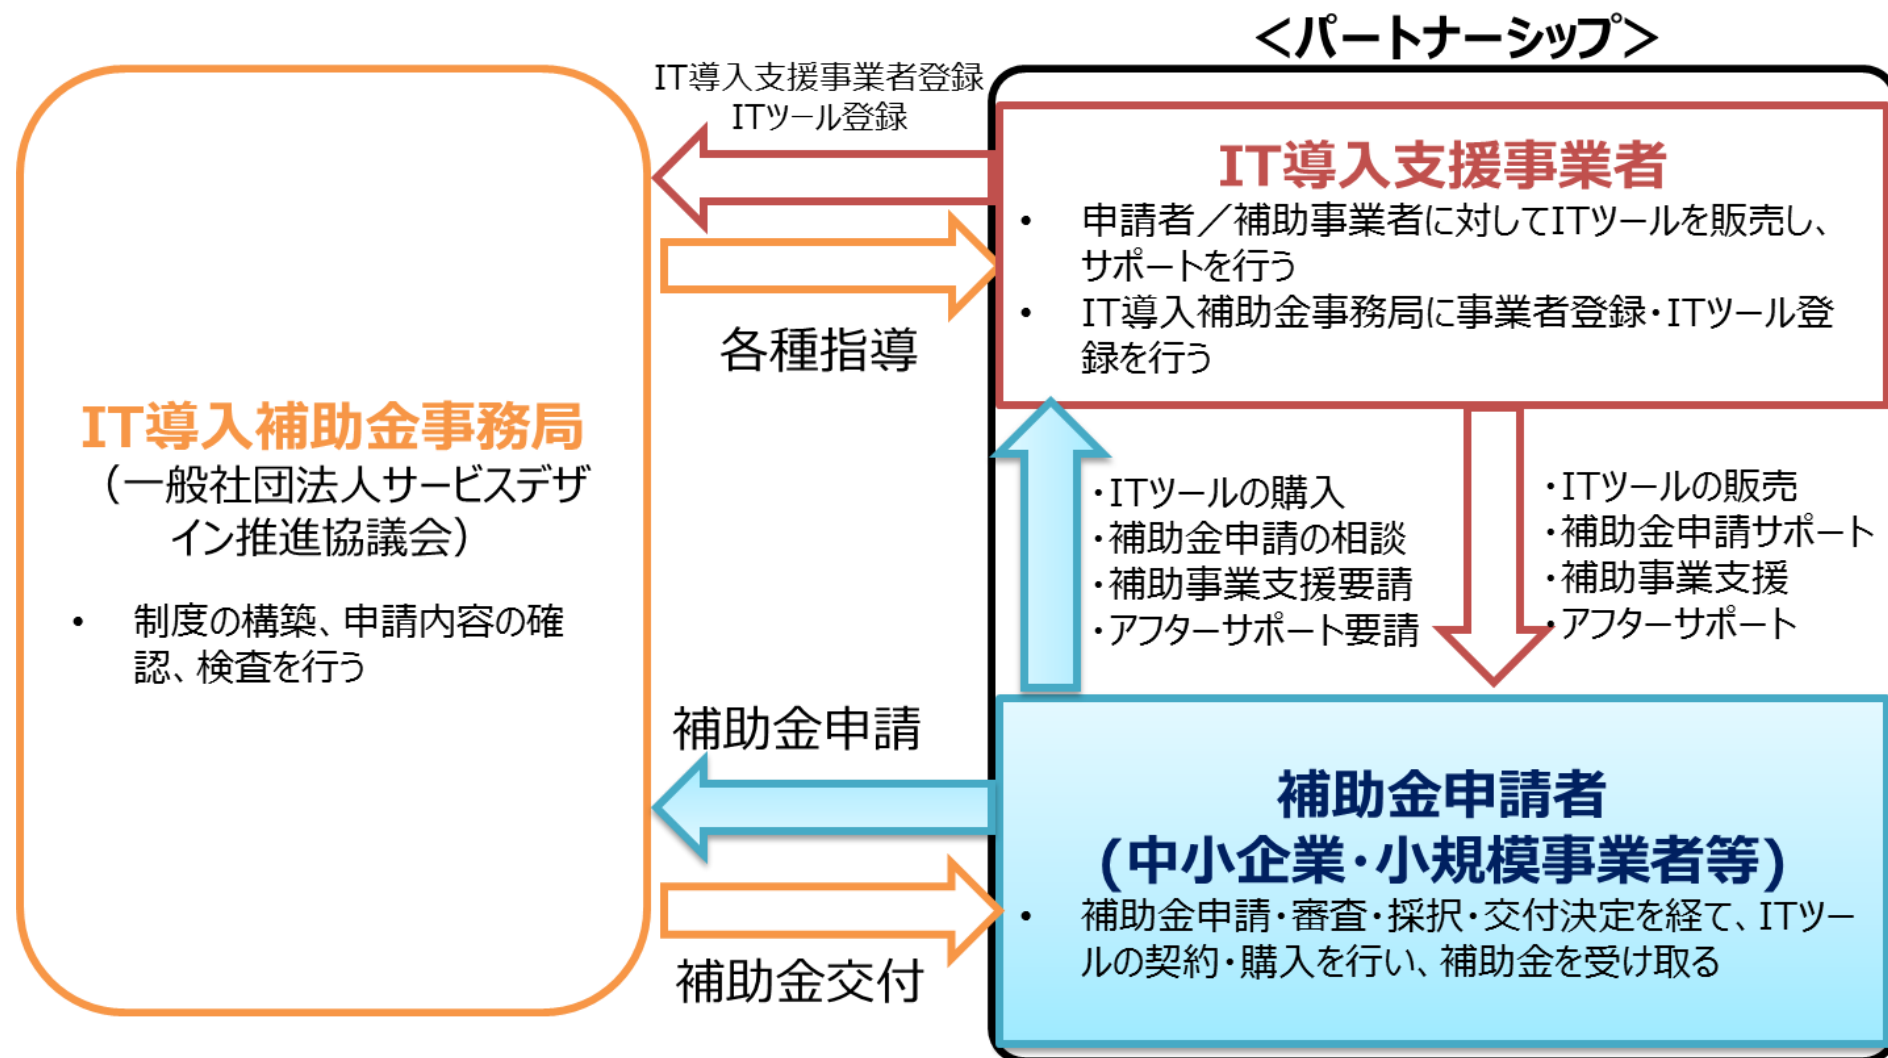 <パートナーシップ>
IT導入支援事業者登録
ITツール登録
各種指導
IT導入支援事業者
• 申請者／補助事業者に対してITツールを販売し、
サポートを行う
• IT導入補助金事務局に事業者登録・ITツール登
録を行う
IT導入補助金事務局
（一般社団法人サービスデザ
イン推進協議会）
• 制度の構築、申請内容の確
認、検査を行う
・ITツールの購入
・補助金申請の相談
・補助事業支援要請
・アフターサポート要請
・ITツールの販売
・補助金申請サポート
・補助事業支援
・アフターサポート
補助金申請
補助金交付
補助金申請者
(中小企業・小規模事業者等)
• 補助金申請・審査・採択・交付決定を経て、ITツー
ルの契約・購入を行い、補助金を受け取る